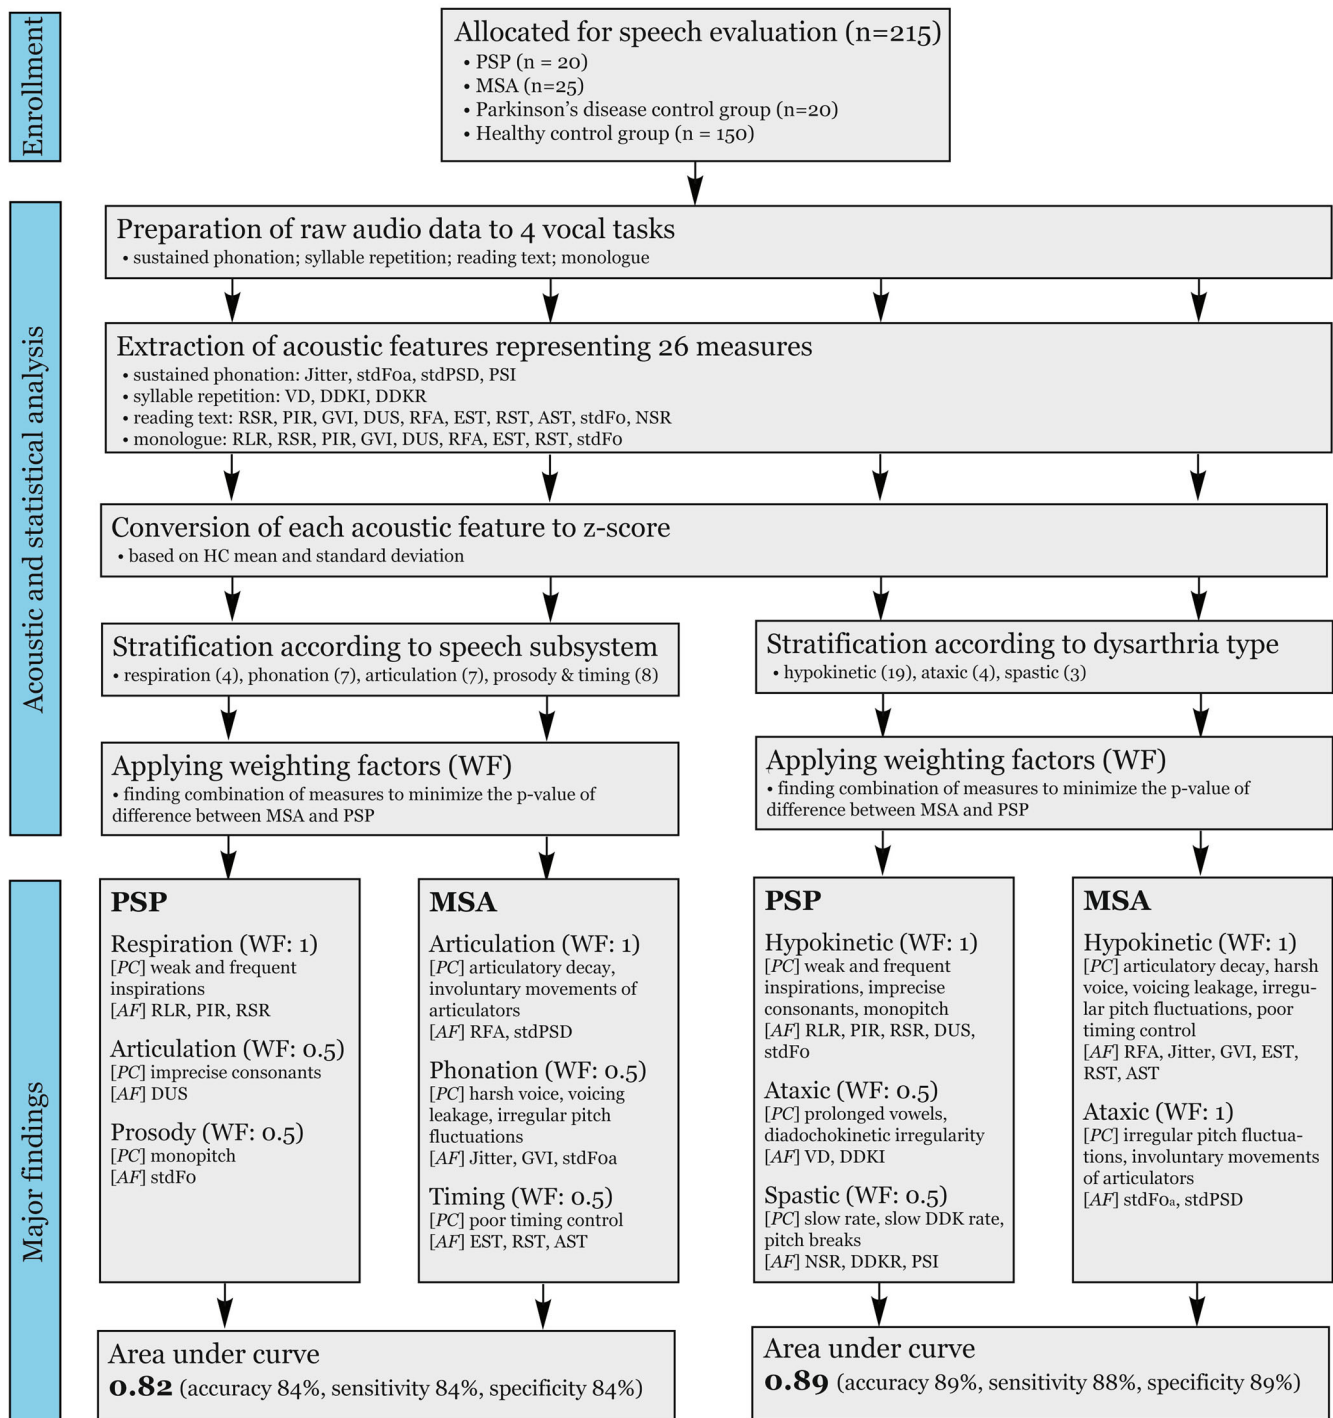 Enrollment
Allocated for speech evaluation (n=215)
• PSP (n = 20)
• MSA (n=25)
• Parkinson's disease control group (n=20)
• Healthy control group (n = 150)
Acoustic and statistical analysis
Preparation of raw audio data to 4 vocal tasks
• sustained phonation; syllable repetition; reading text; monologue
Extraction of acoustic features representing 26 measures
• sustained phonation: Jitter, stdF0a, stdPSD, PSI
• syllable repetition: VD, DDKI, DDKR
• reading text: RSR, PIR, GVI, DUS, RFA, EST, RST, AST, stdF0, NSR
• monologue: RLR, RSR, PIR, GVI, DUS, RFA, EST, RST, stdF0
Conversion of each acoustic feature to z-score
• based on HC mean and standard deviation
Stratification according to speech subsystem
• respiration (4), phonation (7), articulation (7), prosody & timing (8)
Stratification according to dysarthria type
• hypokinetic (19), ataxic (4), spastic (3)
Applying weighting factors (WF)
• finding combination of measures to minimize the p-value of
difference between MSA and PSP
Applying weighting factors (WF)
• finding combination of measures to minimize the p-value of
difference between MSA and PSP
Major findings
PSP
Respiration (WF: 1)
[PC] weak and frequent
inspirations
[AF] RLR, PIR, RSR
Articulation (WF: 0.5)
[PC] imprecise consonants
[AF] DUS
Prosody (WF: 0.5)
[PC] monopitch
[AF] stdF0
MSA
Articulation (WF: 1)
[PC] articulatory decay,
involuntary movements of
articulators
[AF] RFA, stdPSD
Phonation (WF: 0.5)
[PC] harsh voice, voicing
leakage, irregular pitch
fluctuations
[AF] Jitter, GVI, stdF0a
Timing (WF: 0.5)
[PC] poor timing control
[AF] EST, RST, AST
PSP
Hypokinetic (WF: 1)
[PC] weak and frequent
inspirations, imprecise
consonants, monopitch
[AF] RLR, PIR, RSR, DUS,
stdF0
Ataxic (WF: 0.5)
[PC] prolonged vowels,
diadochokinetic irregularity
[AF] VD, DDKI
Spastic (WF: 0.5)
[PC] slow rate, slow DDK rate,
pitch breaks
[AF] NSR, DDKR, PSI
MSA
Hypokinetic (WF: 1)
[PC] articulatory decay, harsh
voice, voicing leakage, irregu-
lar pitch fluctuations, poor
timing control
[AF] RFA, Jitter, GVI, EST,
RST, AST
Ataxic (WF: 1)
[PC] irregular pitch fluctua-
tions, involuntary movements
of articulators
[AF] stdF0a, stdPSD
Area under curve
0.82 (accuracy 84%, sensitivity 84%, specificity 84%)
Area under curve
0.89 (accuracy 89%, sensitivity 88%, specificity 89%)